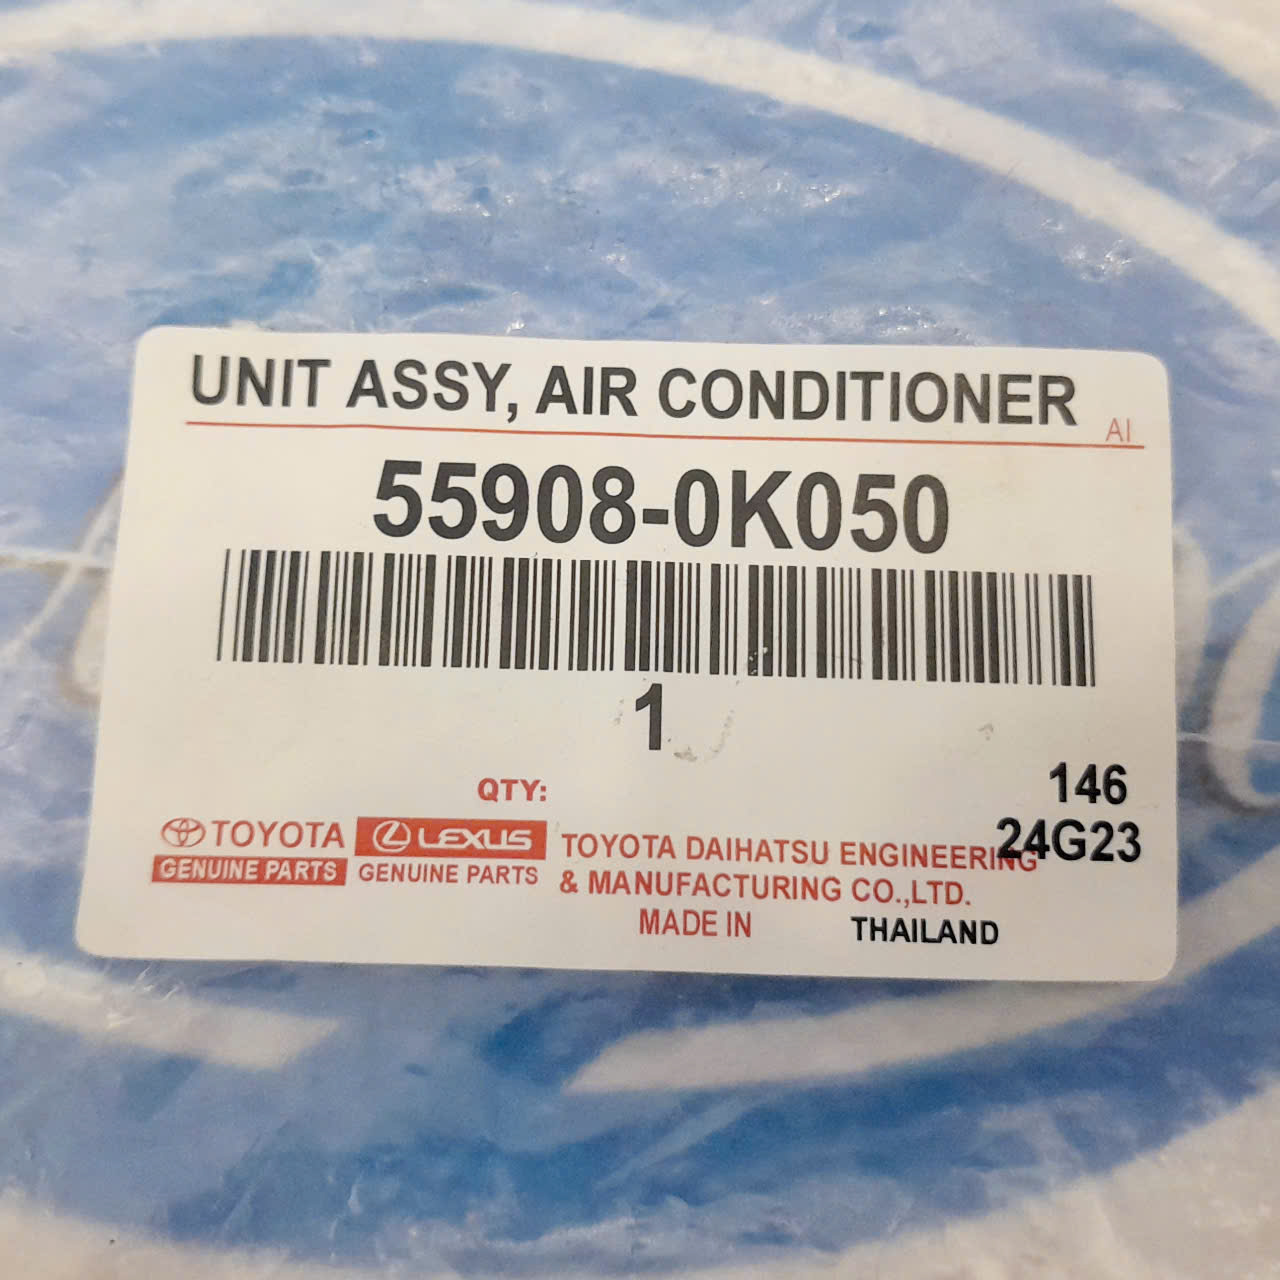 UNIT ASSY, AIR CONDITIONER
AI
55908-0K050
1
QTY:
146
24G23
TOYOTA
GENUINE PARTS
LEXUS
GENUINE PARTS
TOYOTA DAIHATSU ENGINEERING
& MANUFACTURING CO.,LTD.
MADE IN THAILAND